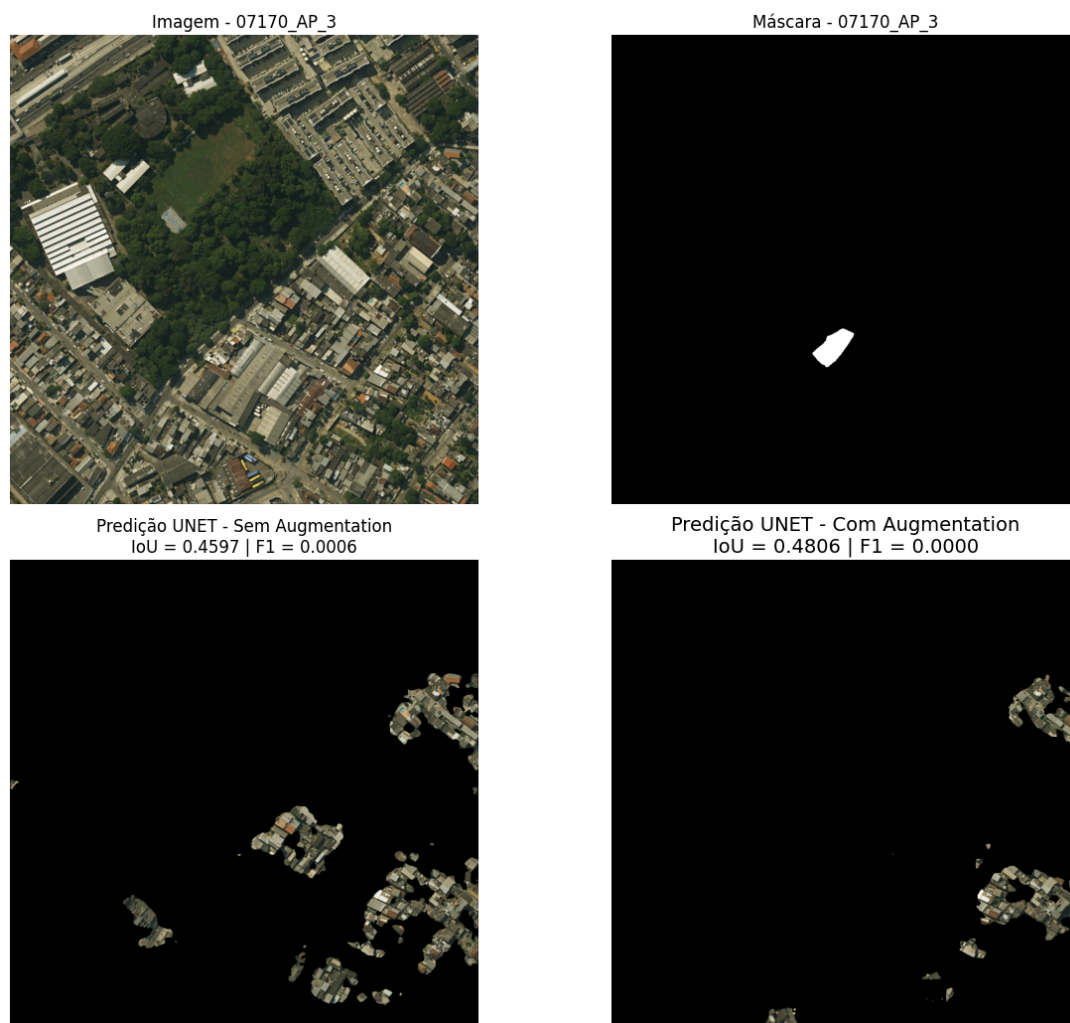 Imagem - 07170_AP_3
Máscara - 07170_AP_3
Predição UNET - Sem Augmentation
IoU = 0.4597 | F1 = 0.0006
Predição UNET - Com Augmentation
IoU = 0.4806 | F1 = 0.0000